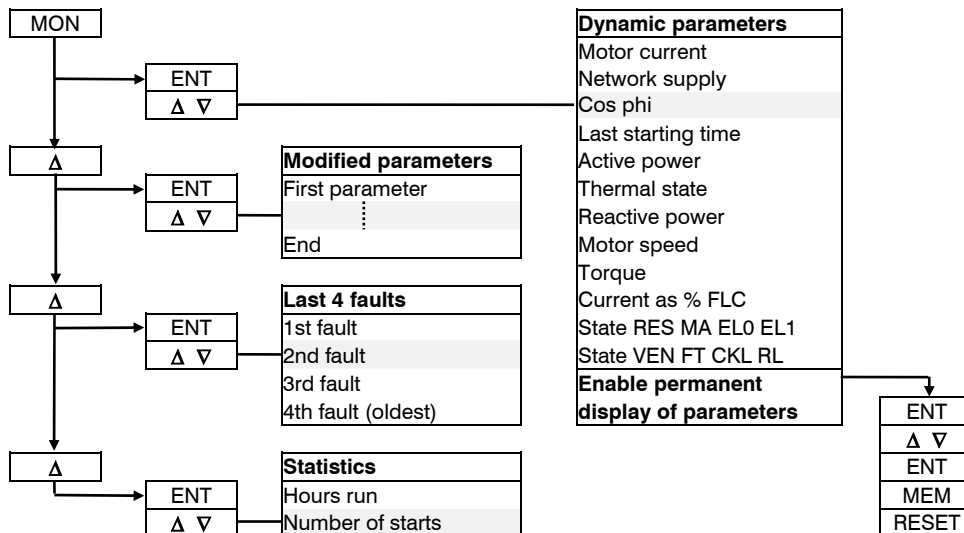 MON
ENT
Δ ∇
Dynamic parameters
Motor current
Network supply
Cos phi
Last starting time
Active power
Thermal state
Reactive power
Motor speed
Torque
Current as % FLC
State RES MA EL0 EL1
State VEN FT CKL RL
Enable permanent
display of parameters
ENT
Δ ∇
ENT
MEM
RESET
Δ
ENT
Δ ∇
Modified parameters
First parameter
End
Δ
ENT
Δ ∇
Last 4 faults
1st fault
2nd fault
3rd fault
4th fault (oldest)
Δ
ENT
Δ ∇
Statistics
Hours run
Number of starts